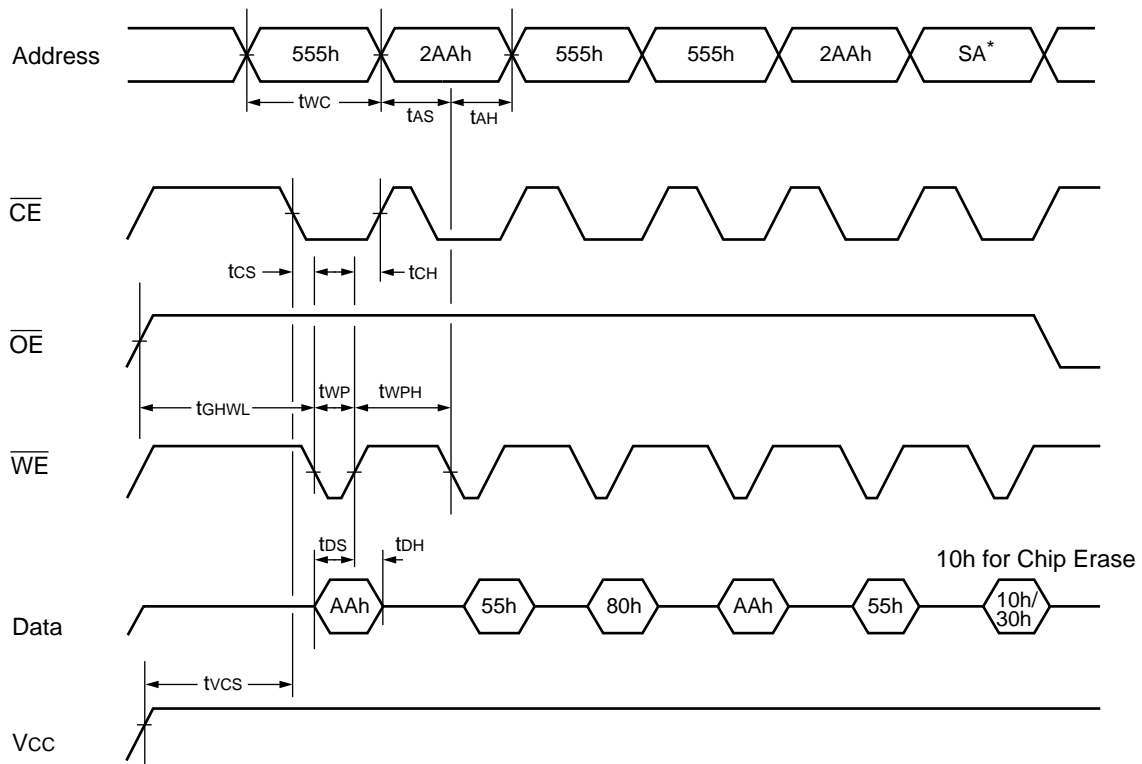 Address
555h
2AAh
555h
555h
2AAh
SA*
tWC
tAS
tAH
CE
tCS
tCH
OE
tGHWL
tWP
tWPH
WE
tDS
tDH
10h for Chip Erase
Data
AAh
55h
80h
AAh
55h
10h/
30h
tVCS
VCC